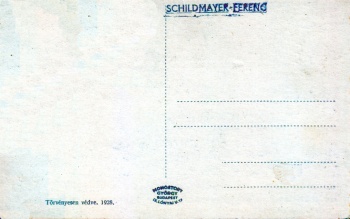 SCHILDMAYER-FERENC
MONOSTORY
GYÖRGY
BUDAPEST
Törvényesen védve, 1928.